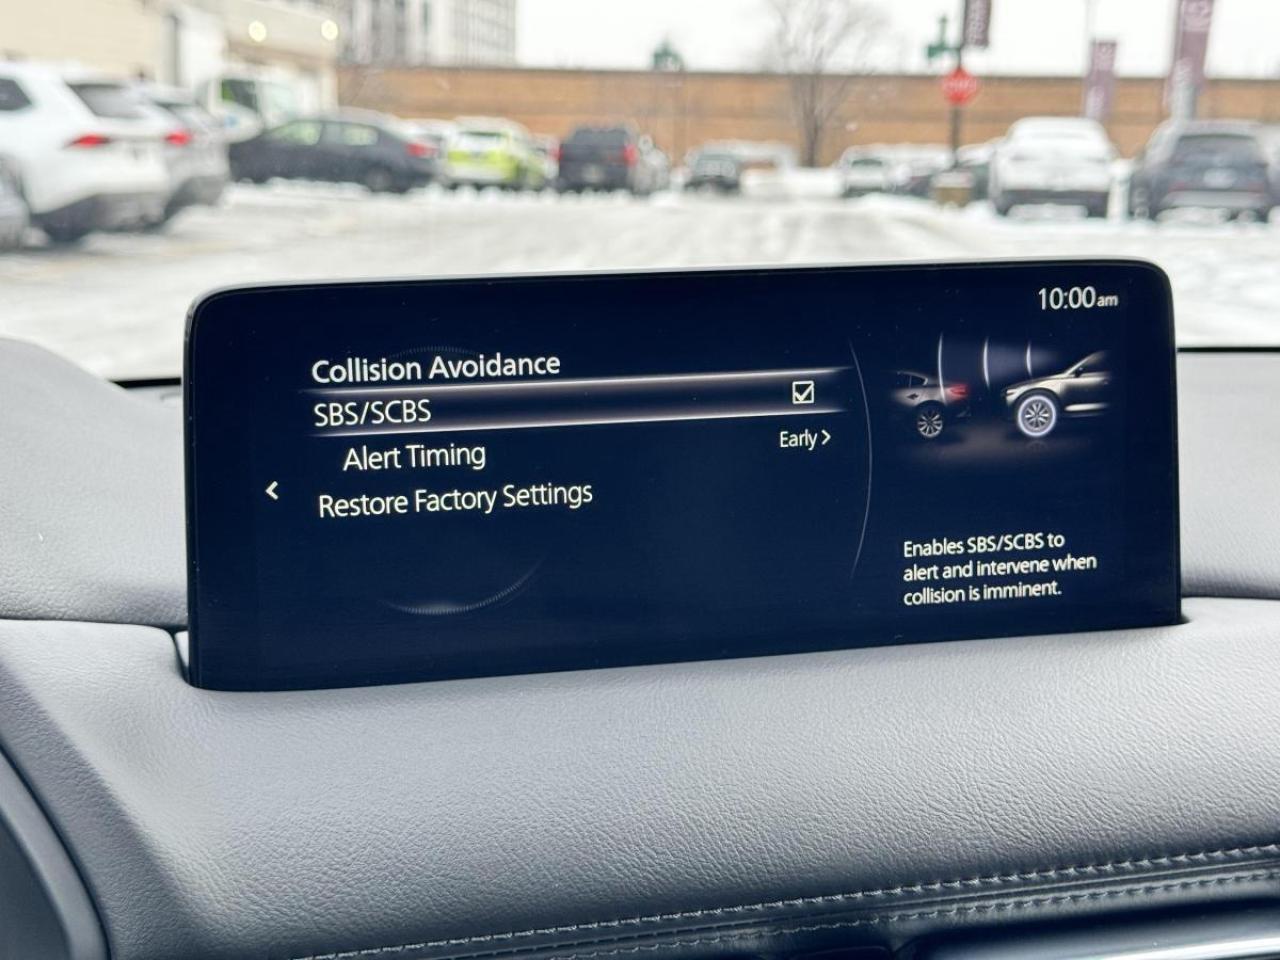 10:00am
Collision Avoidance
SBS/SCBS
Alert Timing
Early >
Restore Factory Settings
<
Enables SBS/SCBS to
alert and intervene when
collision is imminent.